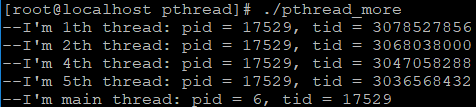 [root@localhost pthread]# ./pthread_more
--I'm 1th thread: pid = 17529, tid = 3078527856
--I'm 2th thread: pid = 17529, tid = 3068038000
--I'm 4th thread: pid = 17529, tid = 3047058288
--I'm 5th thread: pid = 17529, tid = 3036568432
--I'm main thread: pid = 6, tid = 17529